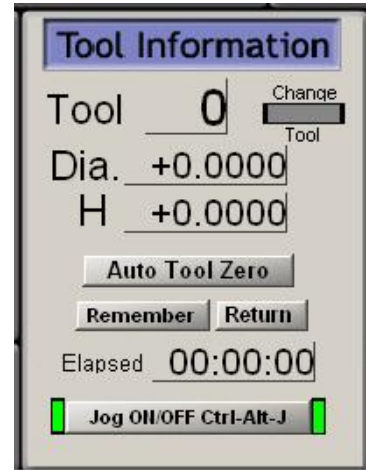 Tool Information
Tool 0 Change
Tool
Dia. +0.0000
H +0.0000
Auto Tool Zero
Remember Return
Elapsed 00:00:00
Jog ON/OFF Ctrl-Alt-J